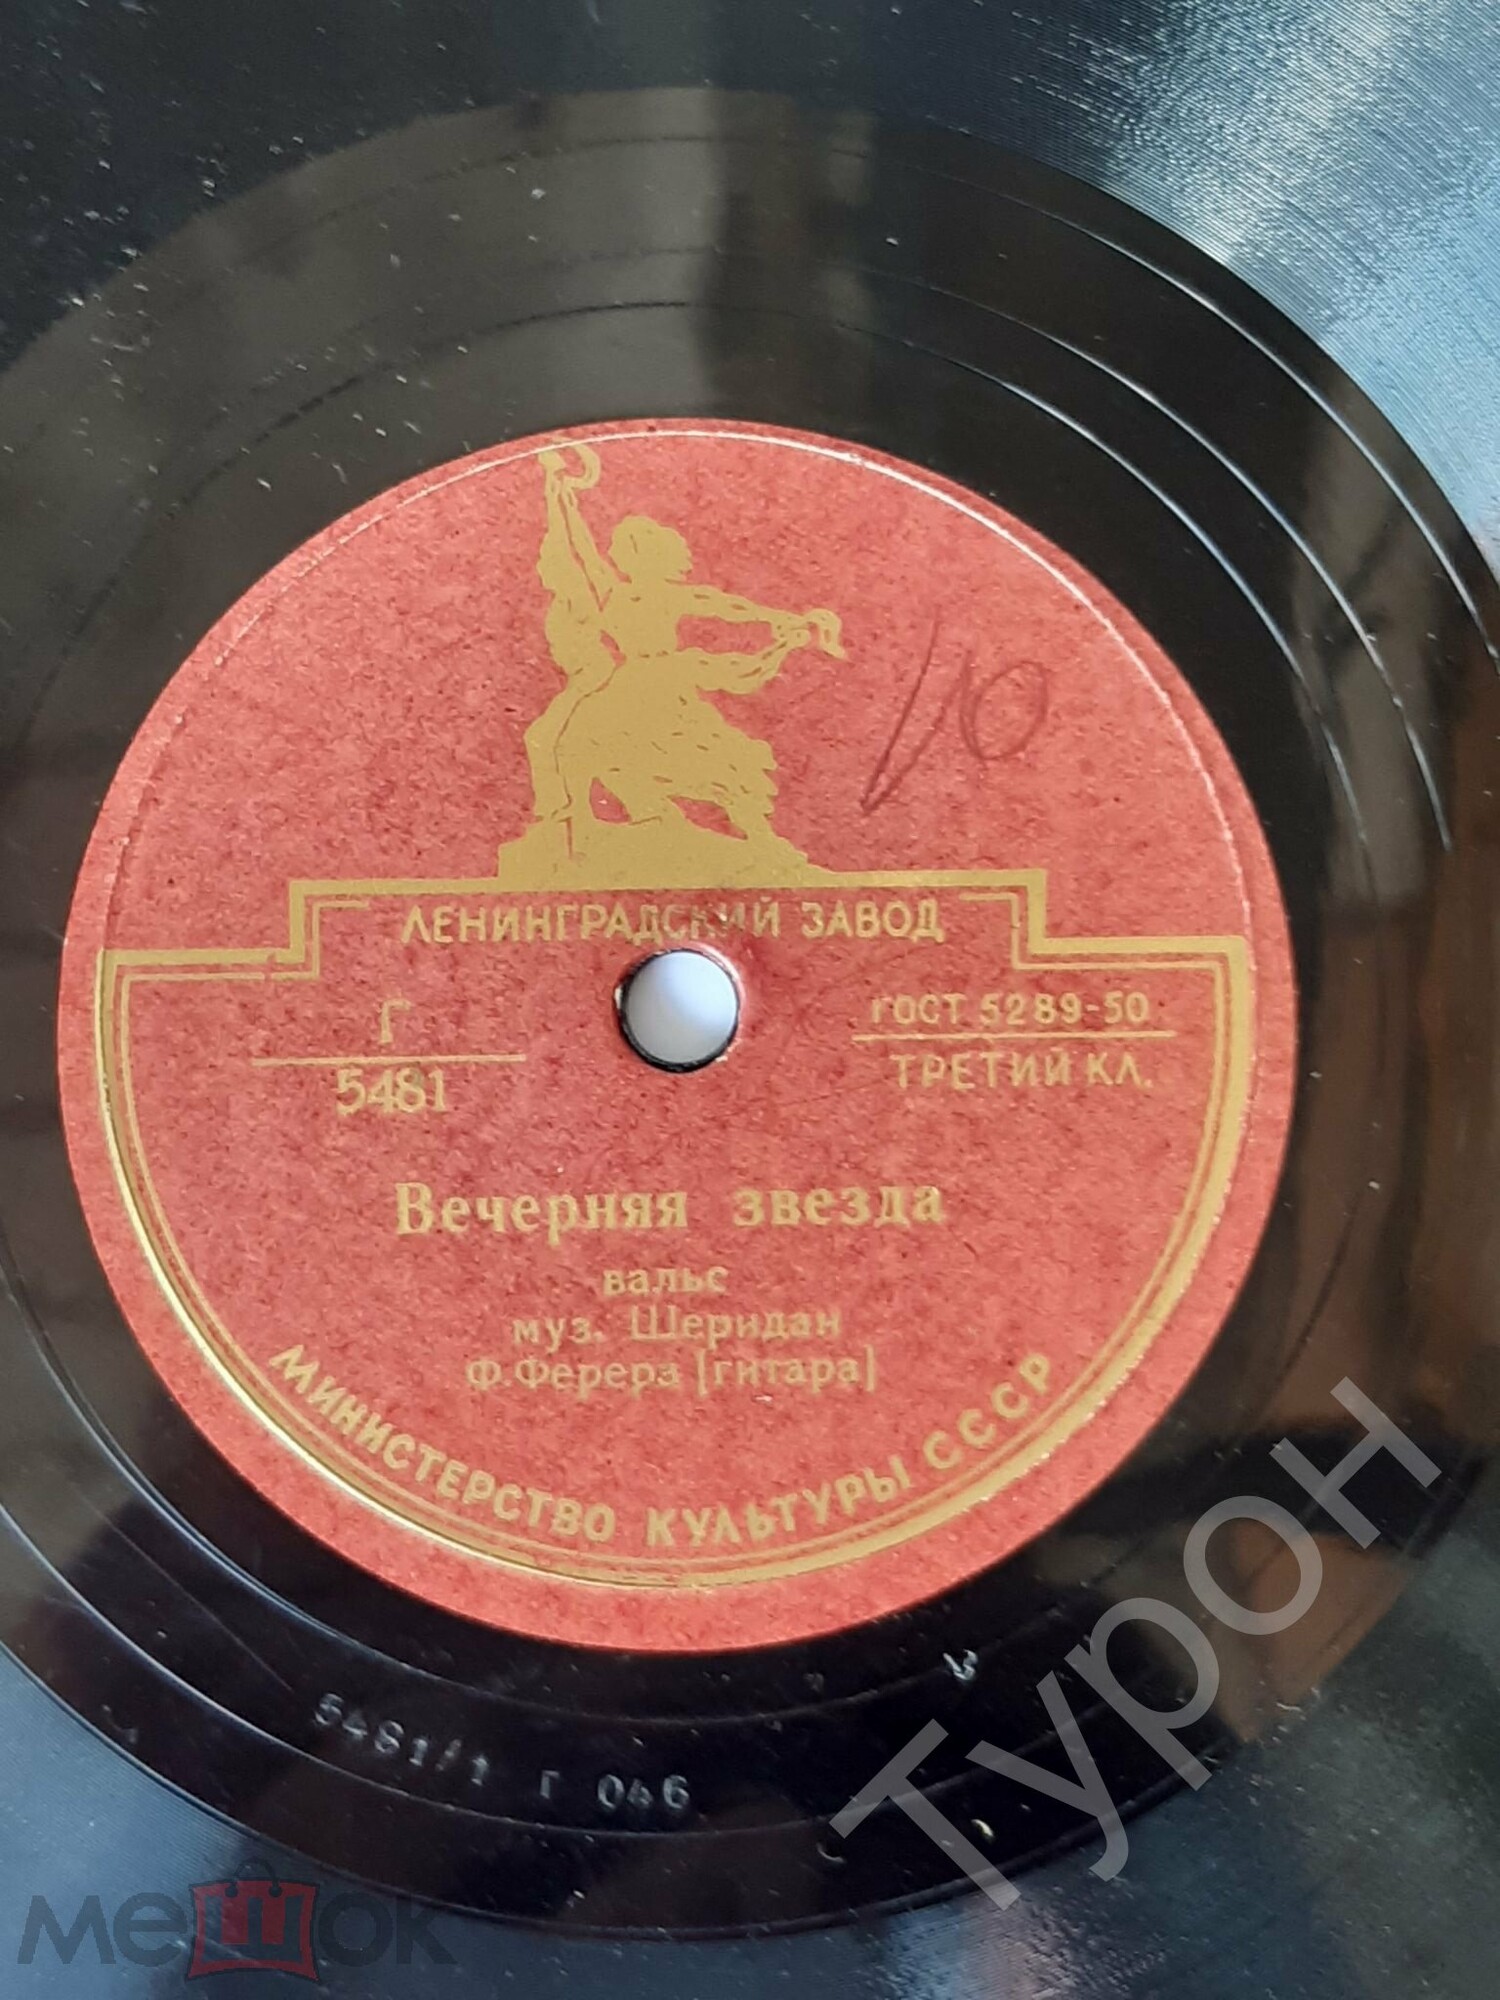 10
ЛЕНИНГРАДСКИЙ ЗАВОД
Г
5481
ГОСТ 5289-50
ТРЕТИЙ КЛ.
Вечерняя звезда
вальс
муз. Шеридан
Ф.Ферера [гитара]
МИНИСТЕРСТВО КУЛЬТУРЫ СССР
5481/1 Г 046
Турон
мешок